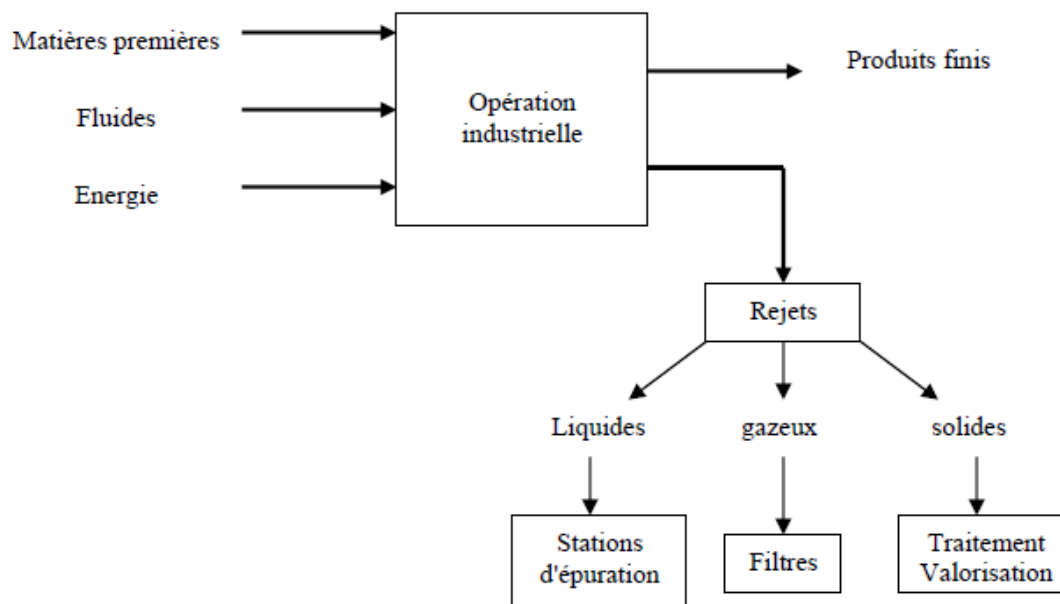 Matières premières
Fluides
Energie
Opération
industrielle
Produits finis
Rejets
Liquides
gazeux
solides
Stations
d'épuration
Filtres
Traitement
Valorisation